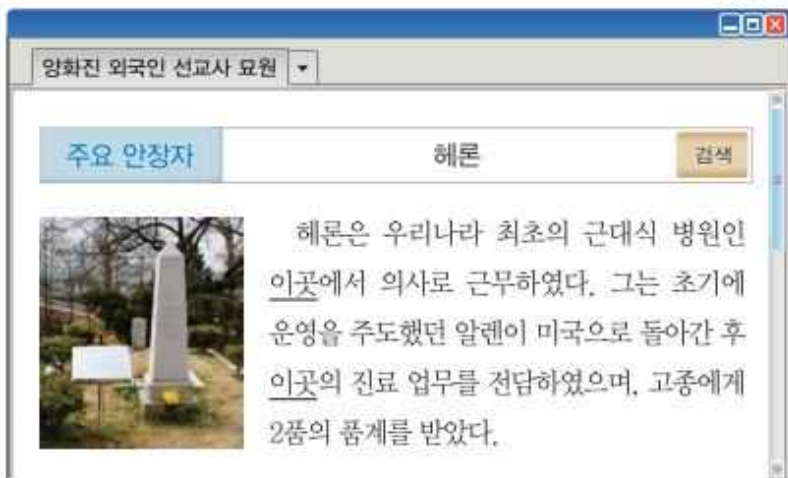 양화진 외국인 선교사 묘원
주요 안장자 헤론 검색
헤론은 우리나라 최초의 근대식 병원인
이곳에서 의사로 근무하였다. 그는 초기에
운영을 주도했던 알렌이 미국으로 돌아간 후
이곳의 진료 업무를 전담하였으며, 고종에게
2품의 품계를 받았다.